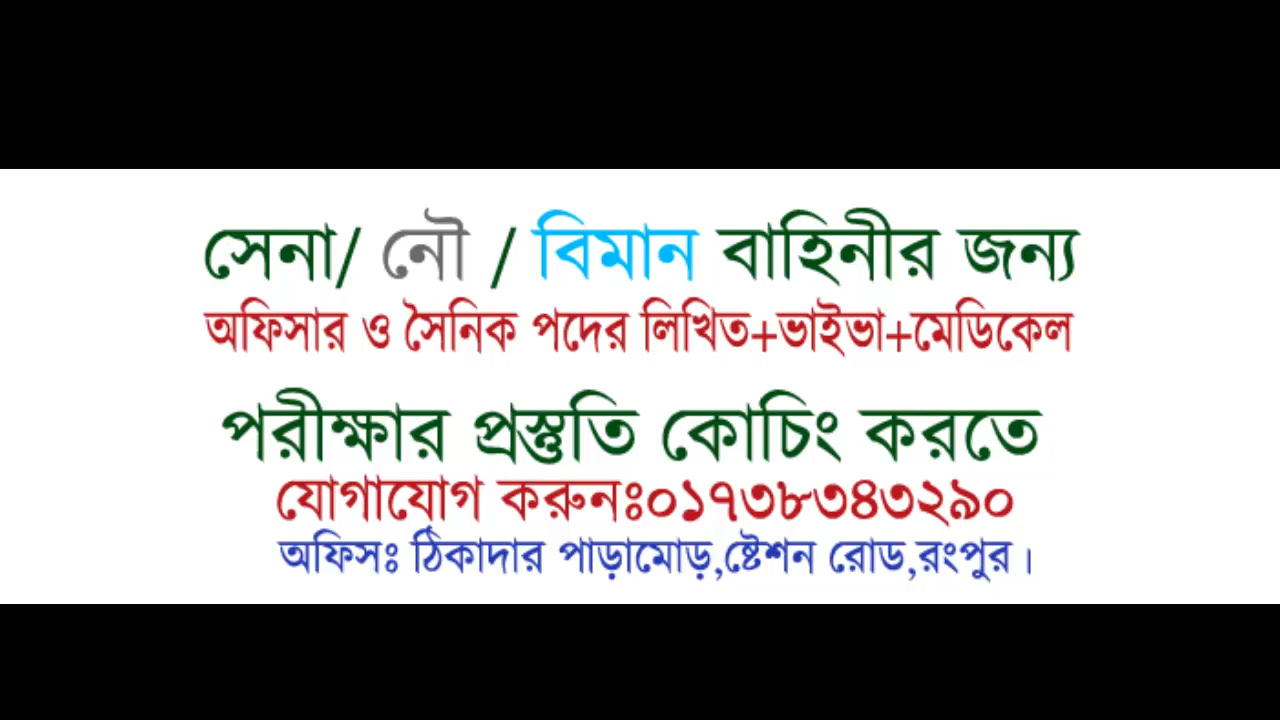 সেনা/ নৌ / বিমান বাহিনীর জন্য
অফিসার ও সৈনিক পদের লিখিত+ভাইভা+মেডিকেল
পরীক্ষার প্রস্তুতি কোচিং করতে
যোগাযোগ করুনঃ০১৭৩৮৩৪৩২৯০
অফিসঃ ঠিকাদার পাড়ামোড়,ষ্টেশন রোড,রংপুর।